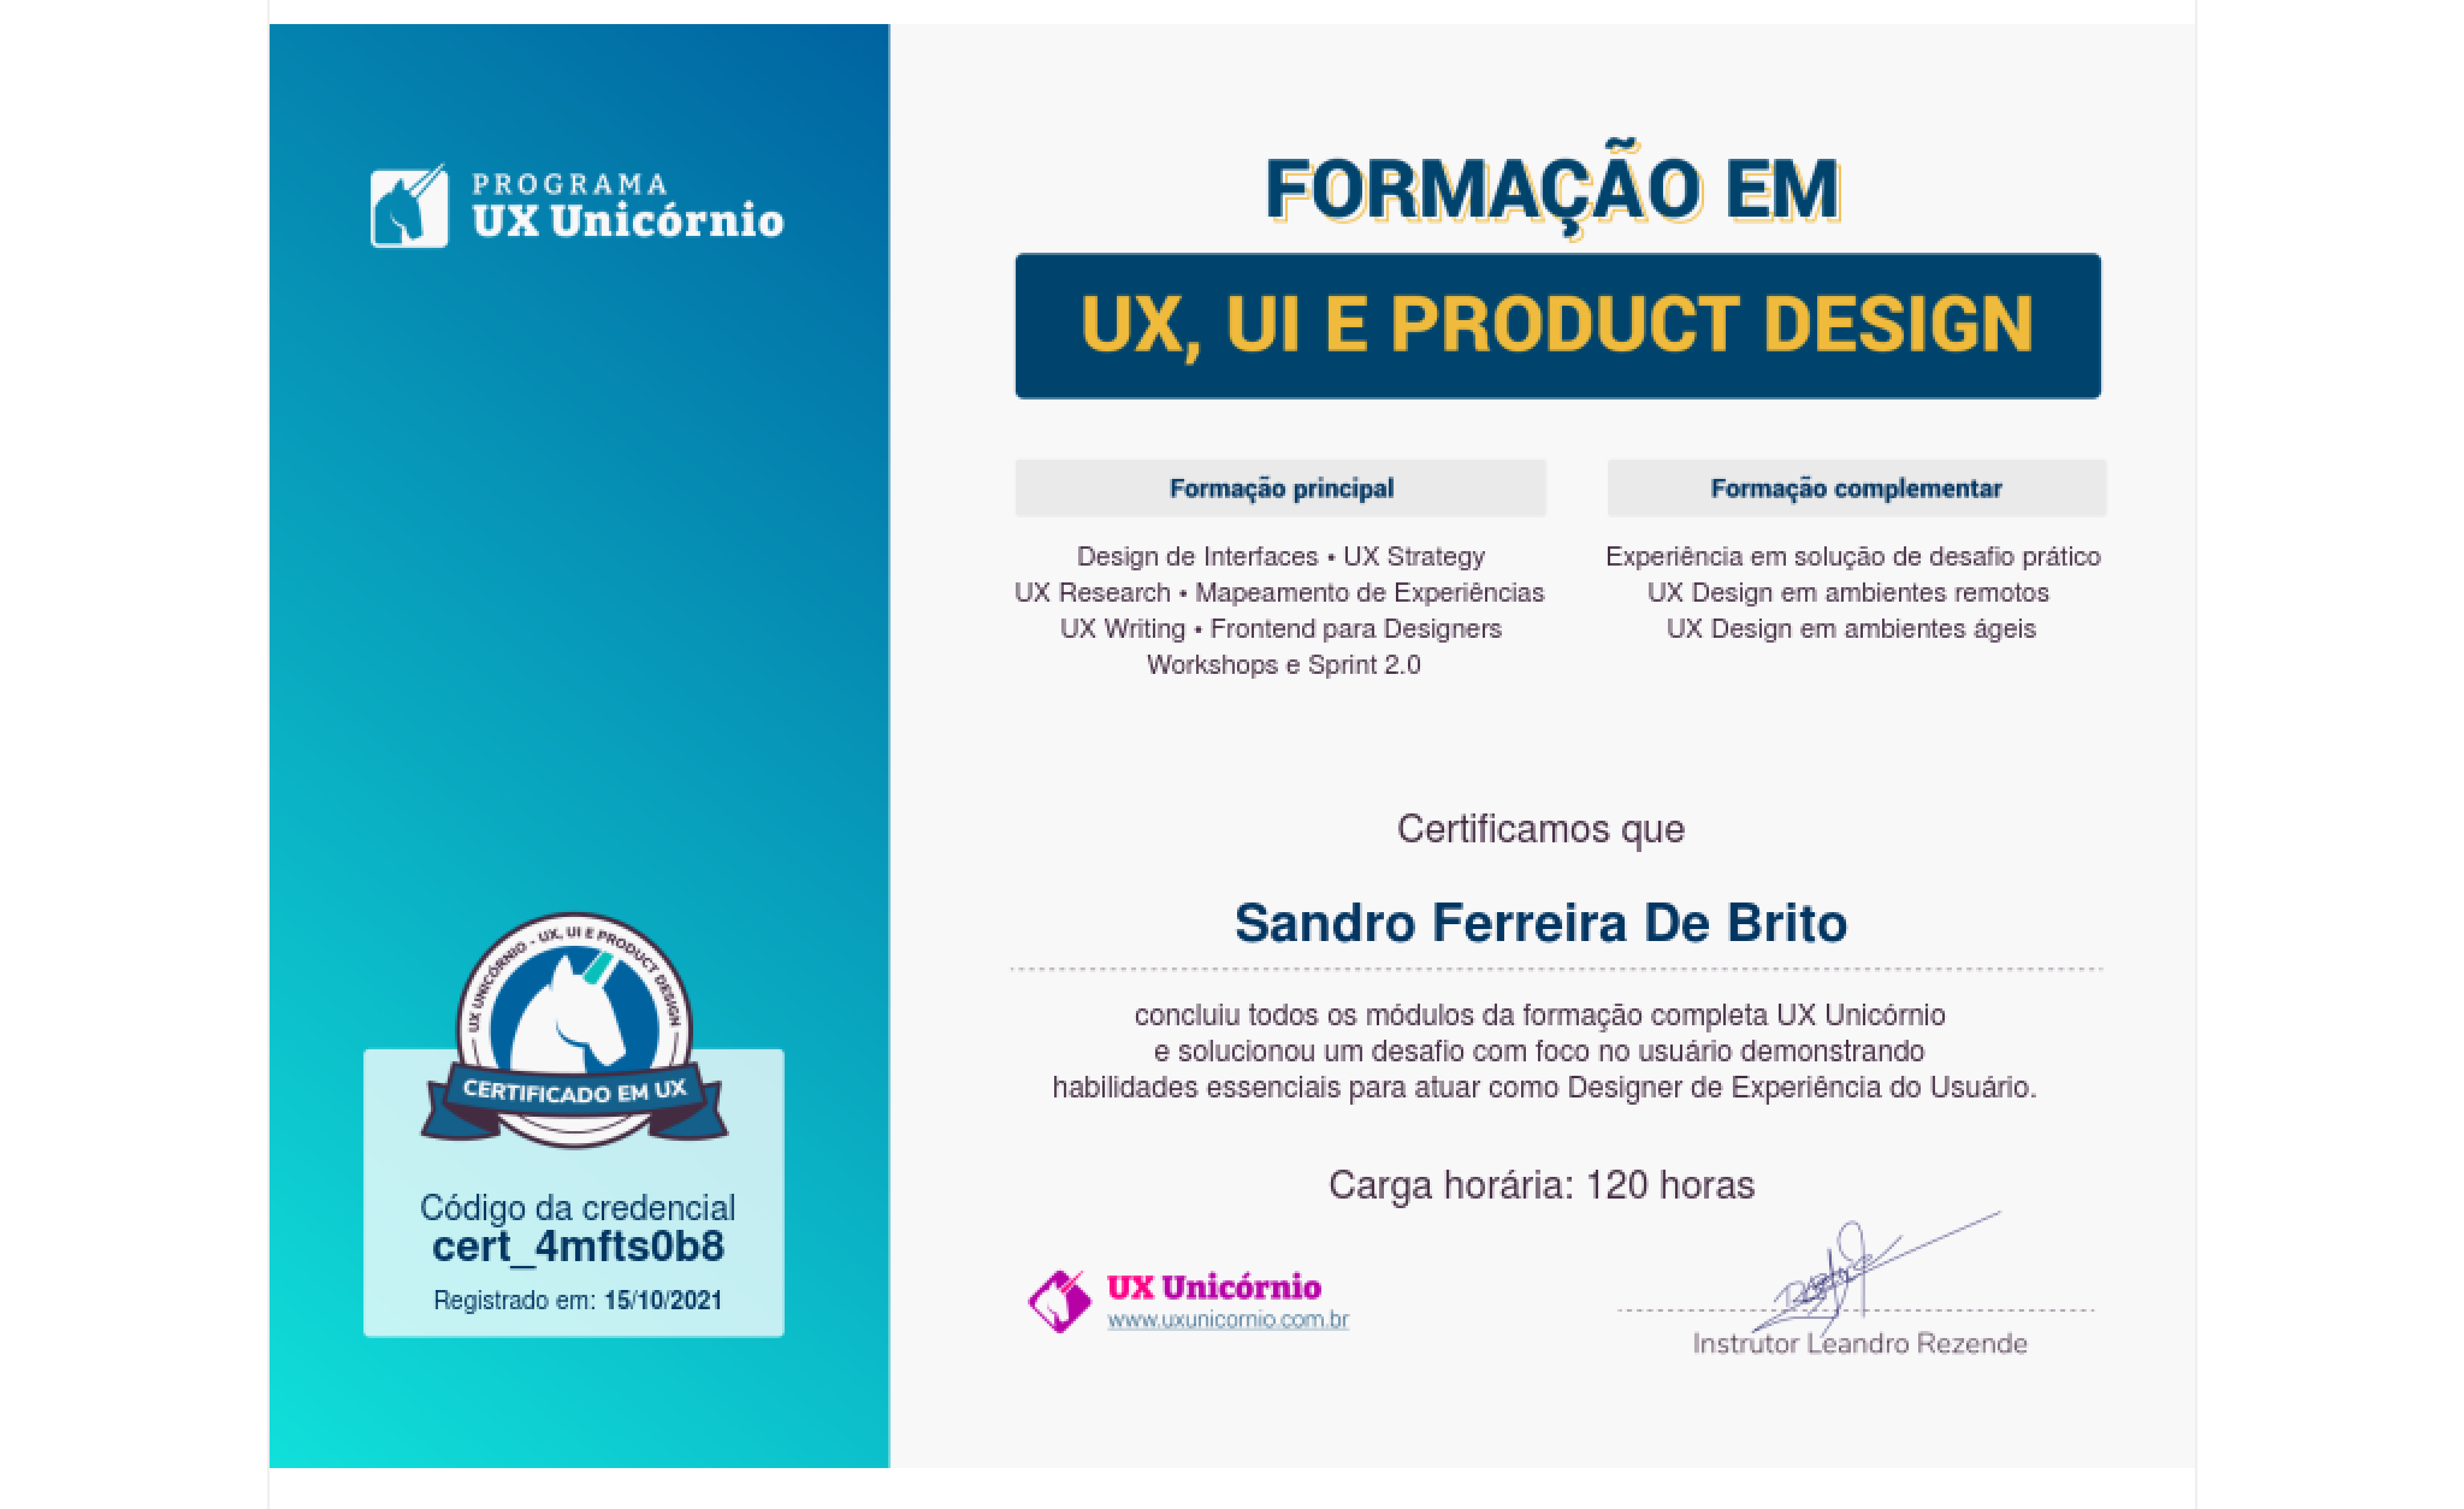 PROGRAMA
UX Unicórnio
UX UNICÓRNIO - UX, UI E PRODUCT DESIGN
CERTIFICADO EM UX
Código da credencial
cert_4mfts0b8
Registrado em: 15/10/2021
FORMAÇÃO EM
UX, UI E PRODUCT DESIGN
Formação principal
Design de Interfaces • UX Strategy
UX Research • Mapeamento de Experiências
UX Writing • Frontend para Designers
Workshops e Sprint 2.0
Formação complementar
Experiência em solução de desafio prático
UX Design em ambientes remotos
UX Design em ambientes ágeis
Certificamos que
Sandro Ferreira De Brito
concluiu todos os módulos da formação completa UX Unicórnio
e solucionou um desafio com foco no usuário demonstrando
habilidades essenciais para atuar como Designer de Experiência do Usuário.
Carga horária: 120 horas
UX Unicórnio
www.uxunicornio.com.br
Instrutor Leandro Rezende